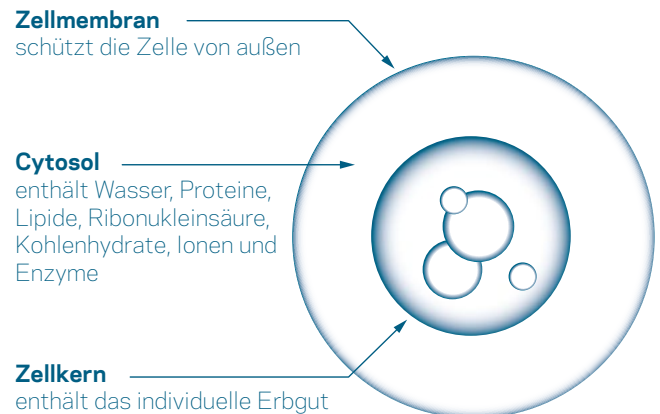 Zellmembran
schützt die Zelle von außen
Cytosol
enthält Wasser, Proteine,
Lipide, Ribonukleinsäure,
Kohlenhydrate, Ionen und
Enzyme
Zellkern
enthält das individuelle Erbgut